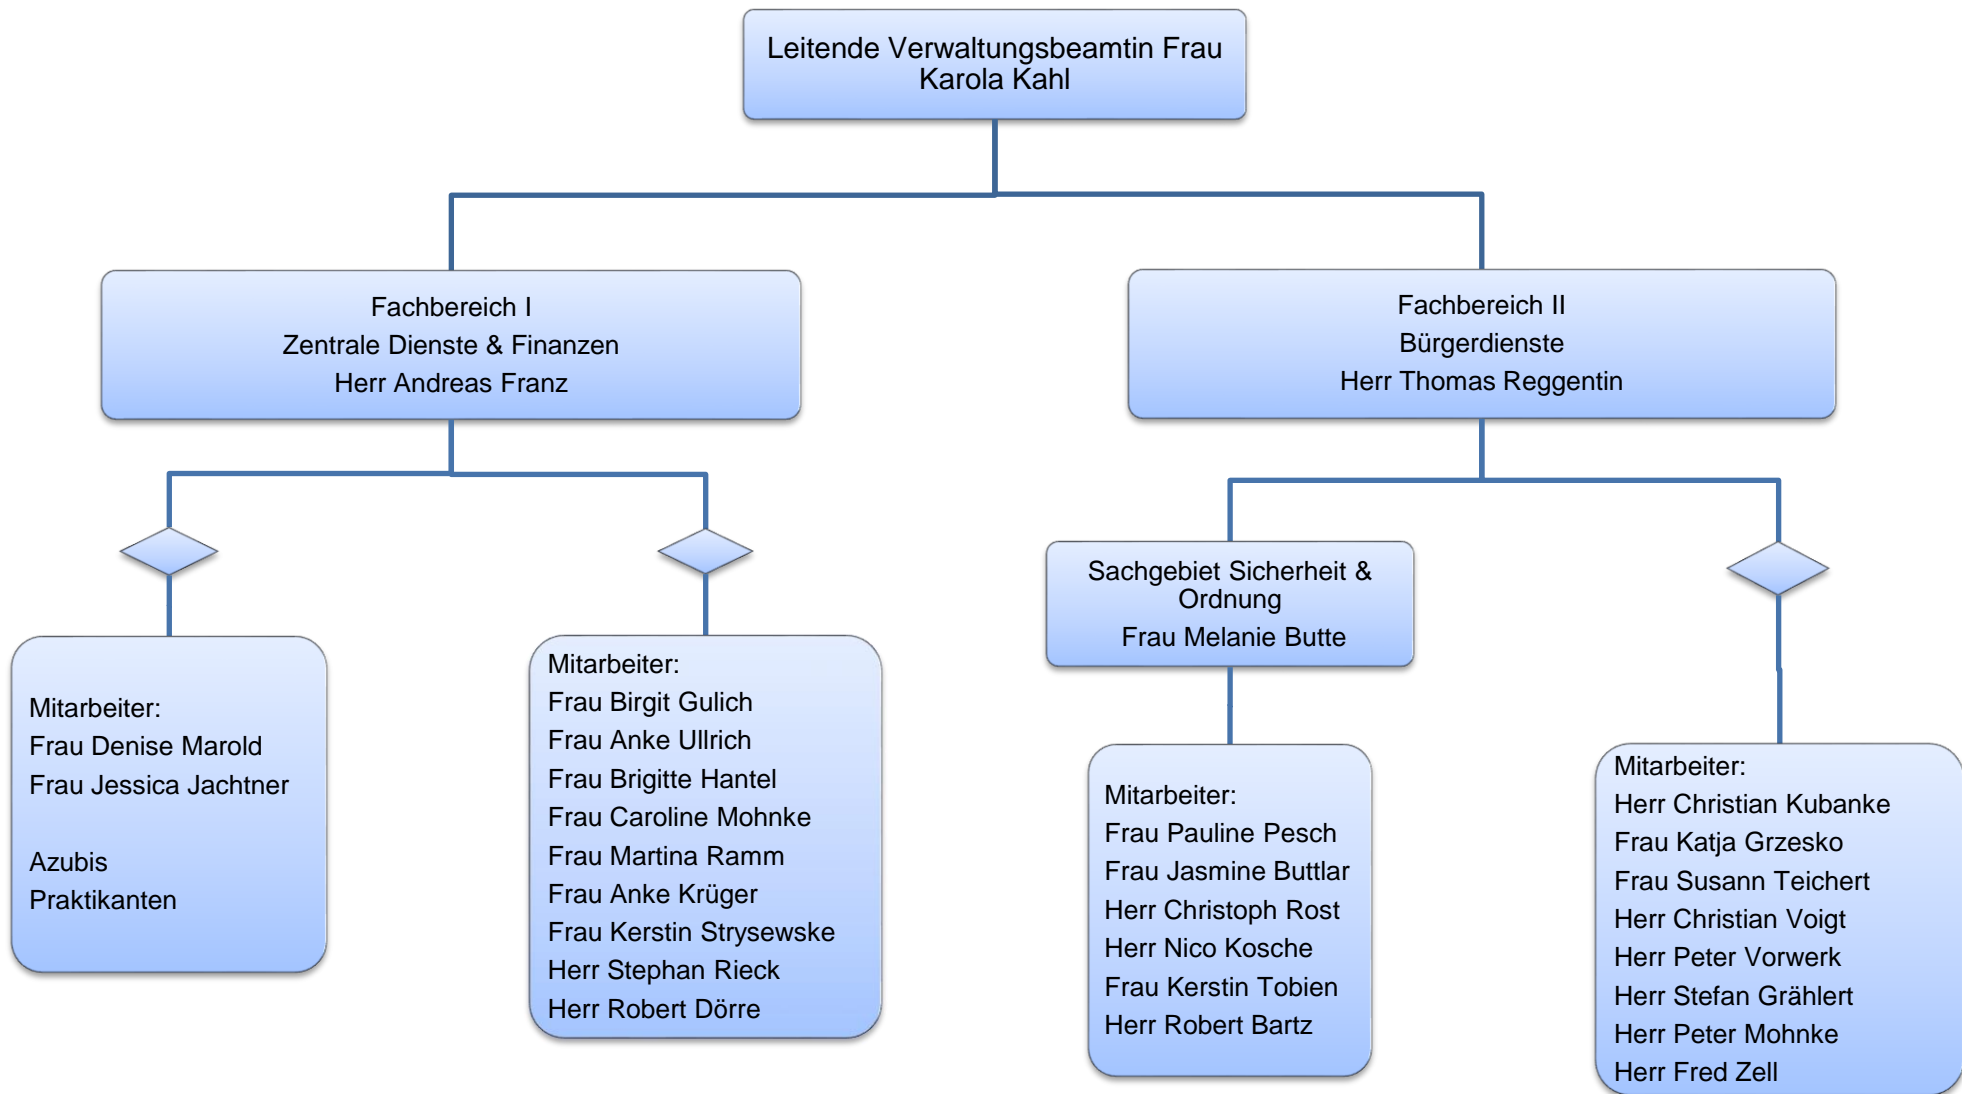 Leitende Verwaltungsbeamtin Frau
Karola Kahl
Fachbereich I
Zentrale Dienste & Finanzen
Herr Andreas Franz
Fachbereich II
Bürgerdienste
Herr Thomas Reggentin
Sachgebiet Sicherheit &
Ordnung
Frau Melanie Butte
Mitarbeiter:
Frau Denise Marold
Frau Jessica Jachtner
Azubis
Praktikanten
Mitarbeiter:
Frau Birgit Gulich
Frau Anke Ullrich
Frau Brigitte Hantel
Frau Caroline Mohnke
Frau Martina Ramm
Frau Anke Krüger
Frau Kerstin Strysewske
Herr Stephan Rieck
Herr Robert Dörre
Mitarbeiter:
Frau Pauline Pesch
Frau Jasmine Buttlar
Herr Christoph Rost
Herr Nico Kosche
Frau Kerstin Tobien
Herr Robert Bartz
Mitarbeiter:
Herr Christian Kubanke
Frau Katja Grzesko
Frau Susann Teichert
Herr Christian Voigt
Herr Peter Vorwerk
Herr Stefan Grählert
Herr Peter Mohnke
Herr Fred Zell